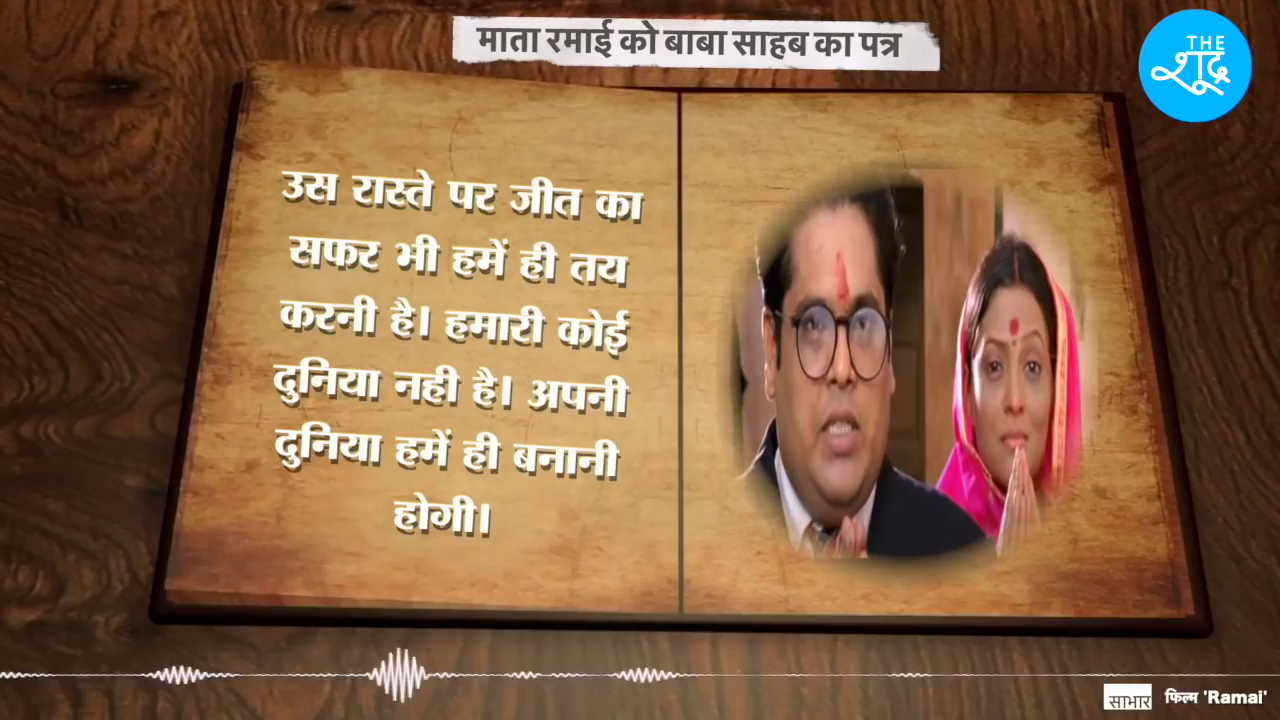 माता रमाई को बाबा साहब का पत्र
THE
शूद्र
उस रास्ते पर जीत का
सफर भी हमें ही तय
करनी है। हमारी कोई
दुनिया नही है। अपनी
दुनिया हमें ही बनानी
होगी।
साभार फिल्म 'Ramai'